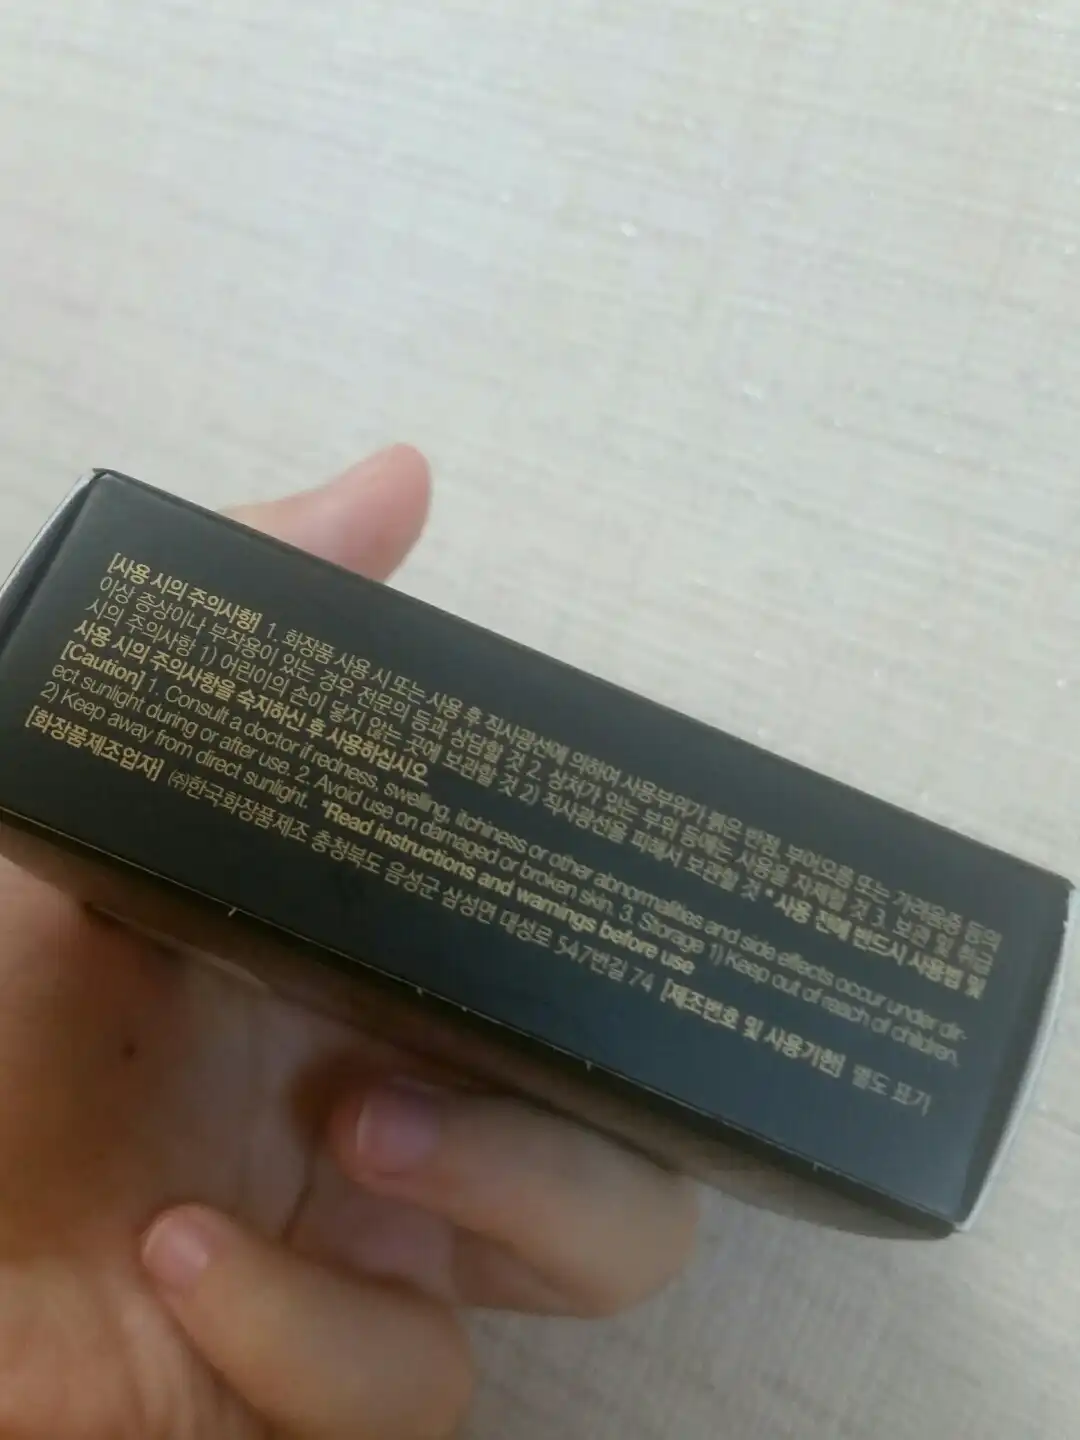 [사용 시의 주의사항] 1. 화장품 사용 시 또는 사용 후 직사광선에 의하여 사용부위가 붉은 반점, 부어오름 또는 가려움증 등의
이상 증상이나 부작용이 있는 경우 전문의 등과 상담할 것 2. 상처가 있는 부위 등에는 사용을 자제할 것 3. 보관 및 취급
시의 주의사항 1) 어린이의 손이 닿지 않는 곳에 보관할 것 2) 직사광선을 피해서 보관할 것 * 사용 전에 반드시 사용법 및
사용 시의 주의사항을 숙지하신 후 사용하십시오.
[Caution] 1. Consult a doctor if redness, swelling, itchiness or other abnormalities and side effects occur under dir-
ect sunlight during or after use. 2. Avoid use on damaged or broken skin. 3. Storage 1) Keep out of reach of children.
2) Keep away from direct sunlight. *Read instructions and warnings before use
[화장품제조업자] ㈜한국화장품제조 충청북도 음성군 삼성면 대성로 547번길 74 [제조번호 및 사용기한] 별도 표기